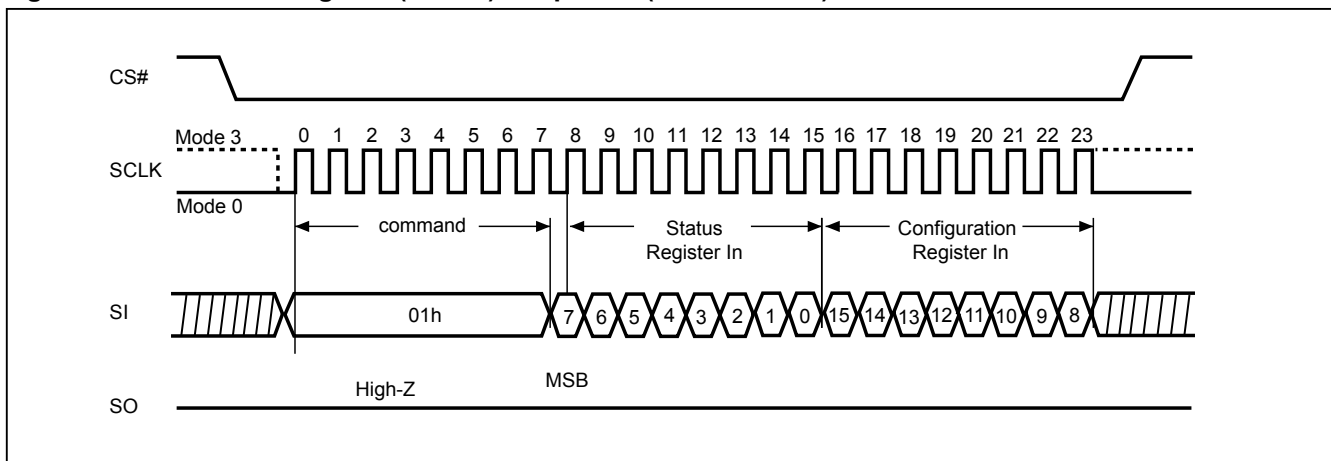 CS#
Mode 3
0 1 2 3 4 5 6 7 8 9 10 11 12 13 14 15 16 17 18 19 20 21 22 23
SCLK
Mode 0
command
Status
Register In
Configuration
Register In
SI
01h
7 6 5 4 3 2 1 0 15 14 13 12 11 10 9 8
High-Z
MSB
SO